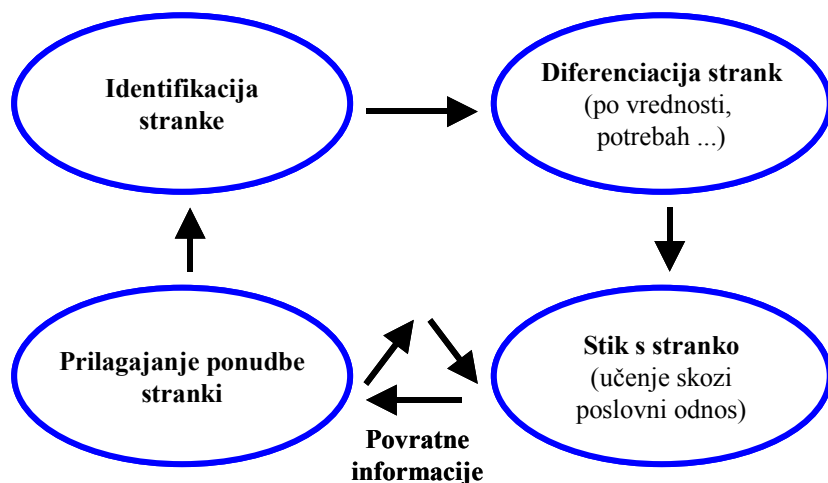 Identifikacija
stranke
Diferenciacija strank
(po vrednosti,
potrebah ...)
Prilagajanje ponudbe
stranki
Stik s stranko
(učenje skozi
poslovni odnos)
Povratne
informacije